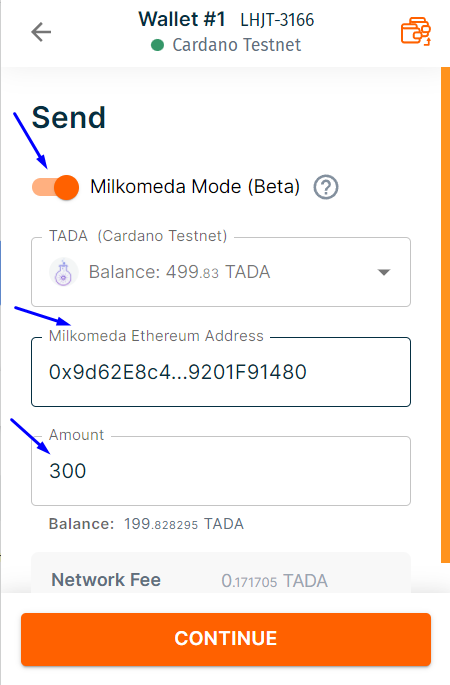 Wallet #1 LHJT-3166
Cardano Testnet
Send
Milkomeda Mode (Beta) ?
TADA (Cardano Testnet)
Balance: 499.83 TADA
Milkomeda Ethereum Address
0x9d62E8c4...9201F91480
Amount
300
Balance: 199.828295 TADA
Network Fee 0.171705 TADA
CONTINUE